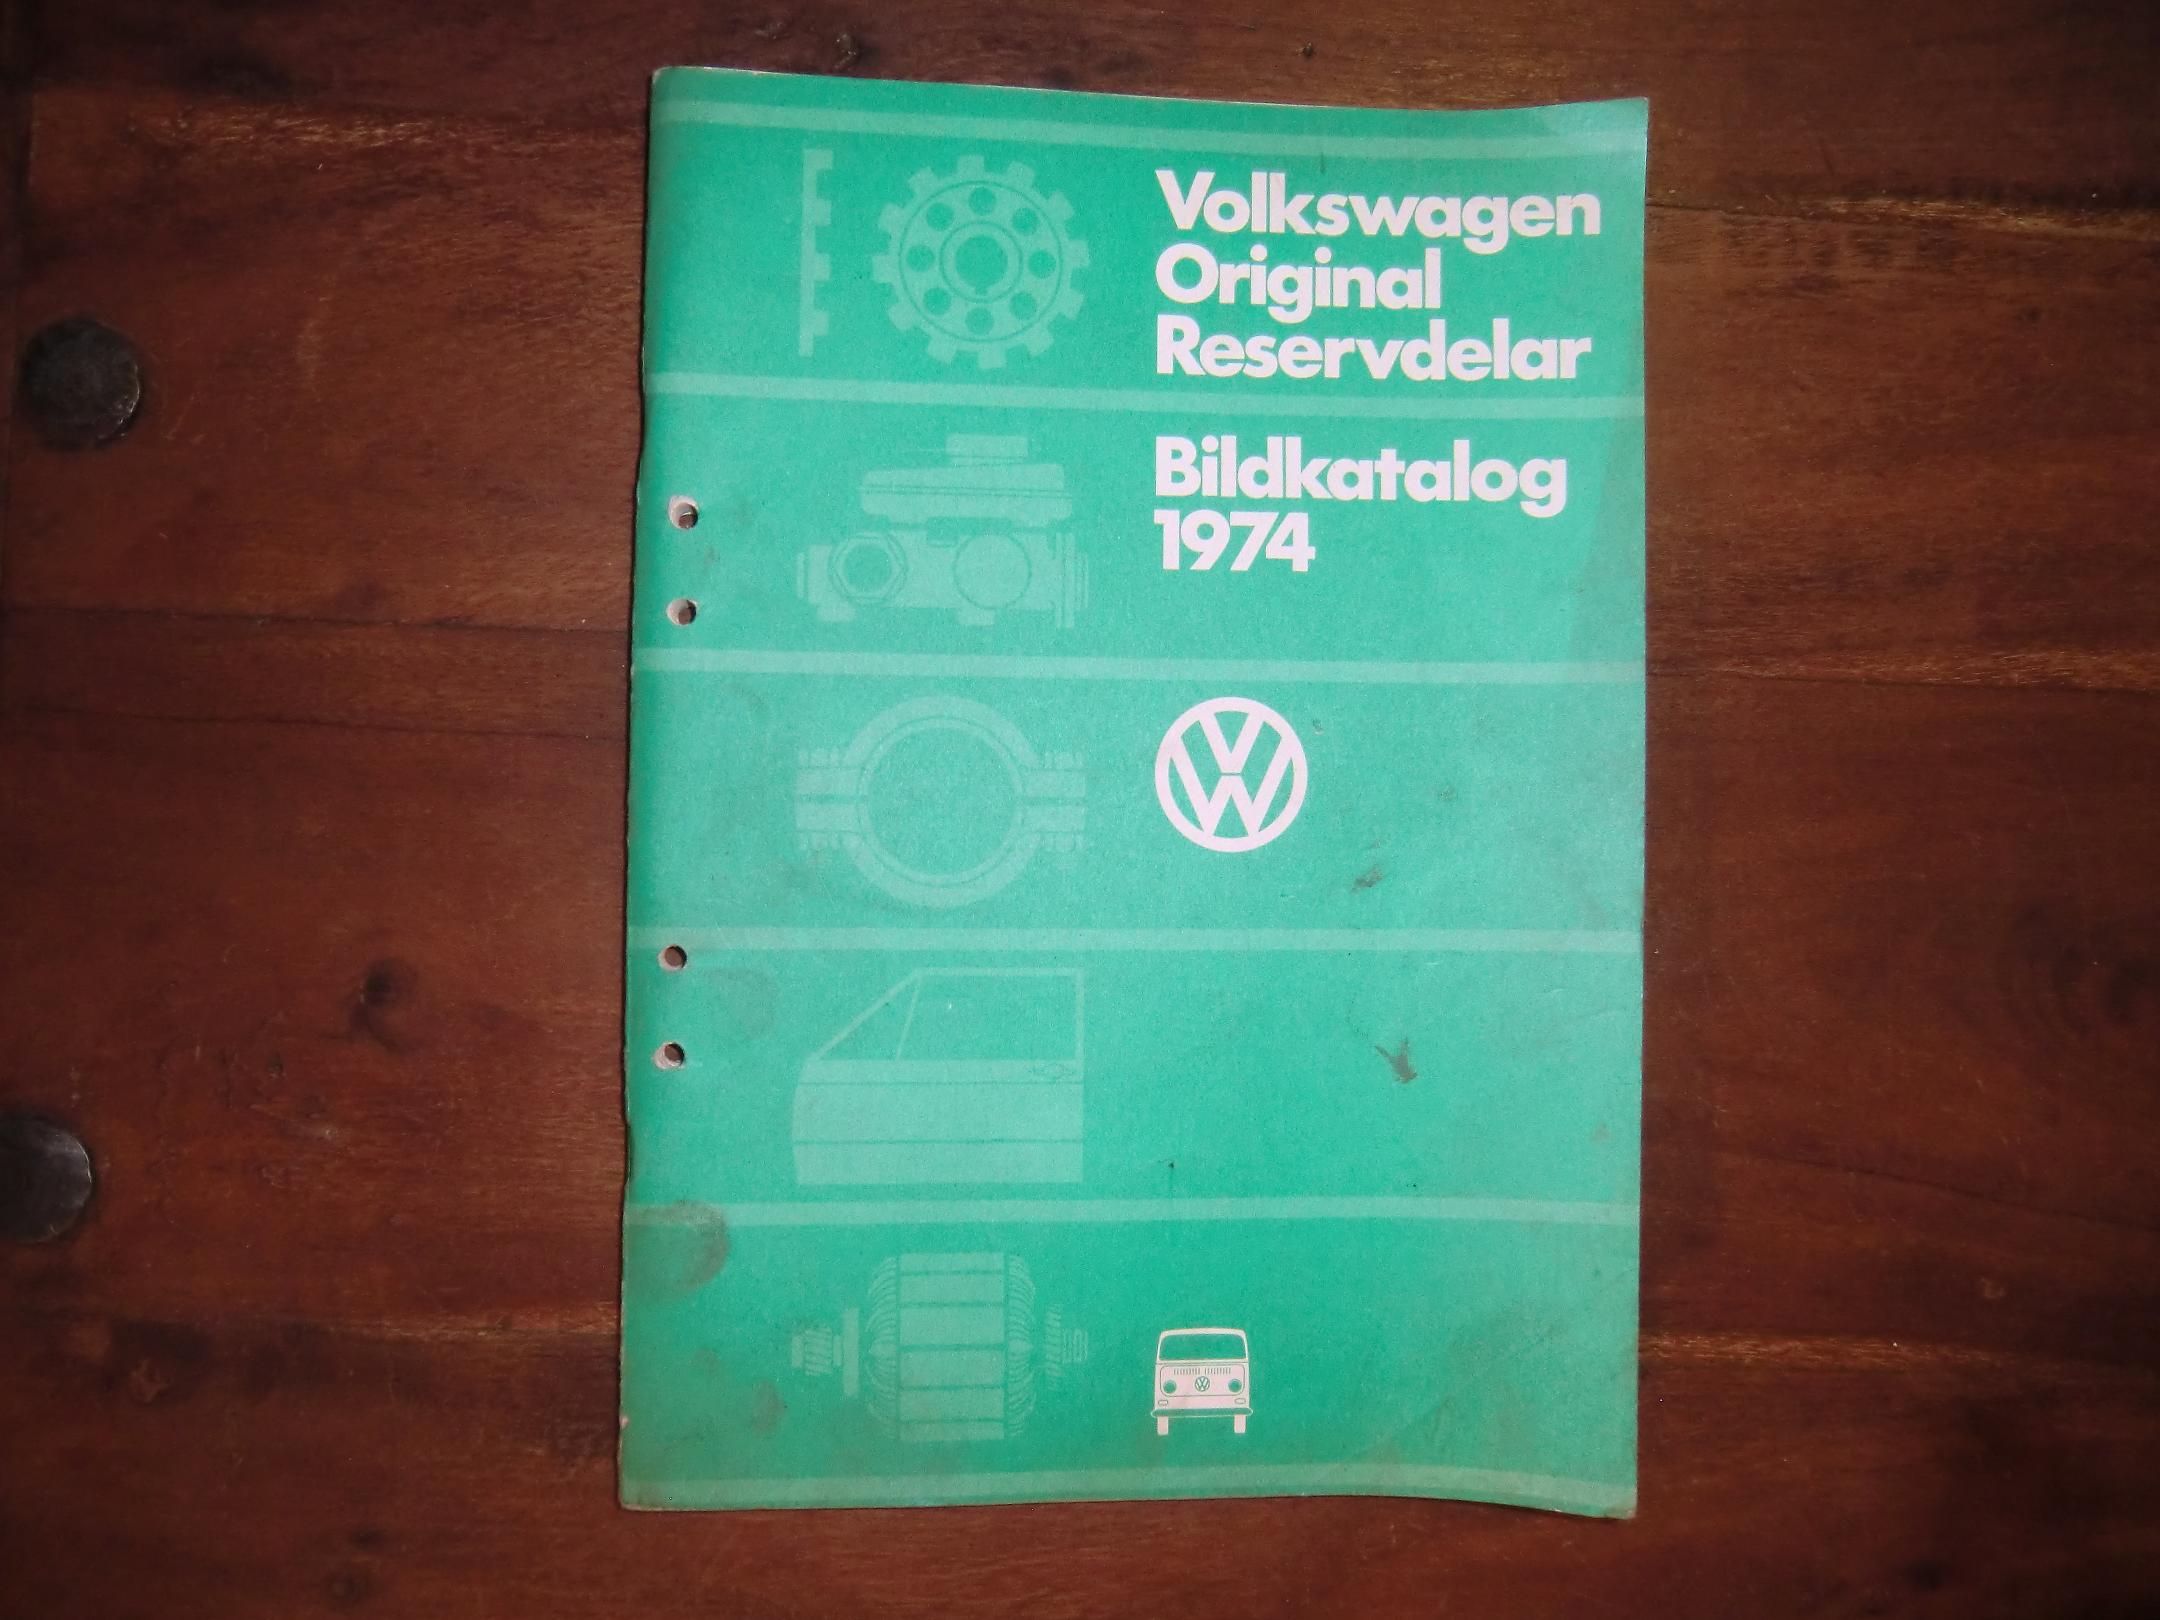 Volkswagen
Original
Reservdelar
Bildkatalog
1974